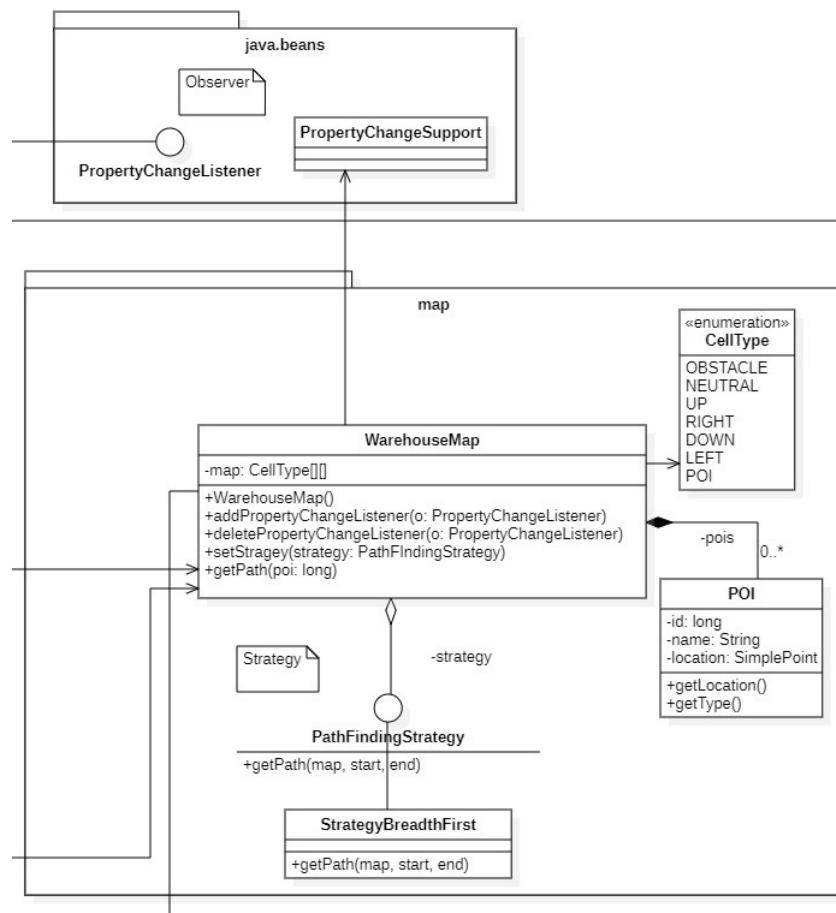 java.beans
Observer
PropertyChangeSupport
PropertyChangeListener
map
«enumeration»
CellType
OBSTACLE
NEUTRAL
UP
RIGHT
DOWN
LEFT
POI
WarehouseMap
-map: CellType[][]
+WarehouseMap()
+addPropertyChangeListener(o: PropertyChangeListener)
+deletePropertyChangeListener(o: PropertyChangeListener)
+setStragey(strategy: PathFIndingStrategy)
+getPath(poi: long)
-pois
0..*
POI
-id: long
-name: String
-location: SimplePoint
+getLocation()
+getType()
Strategy
-strategy
PathFindingStrategy
+getPath(map, start, end)
StrategyBreadthFirst
+getPath(map, start, end)